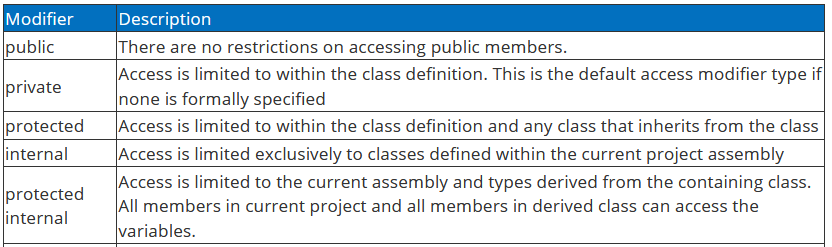 Modifier Description
public There are no restrictions on accessing public members.
private Access is limited to within the class definition. This is the default access modifier type if
none is formally specified
protected Access is limited to within the class definition and any class that inherits from the class
internal Access is limited exclusively to classes defined within the current project assembly
protected internal Access is limited to the current assembly and types derived from the containing class.
All members in current project and all members in derived class can access the
variables.